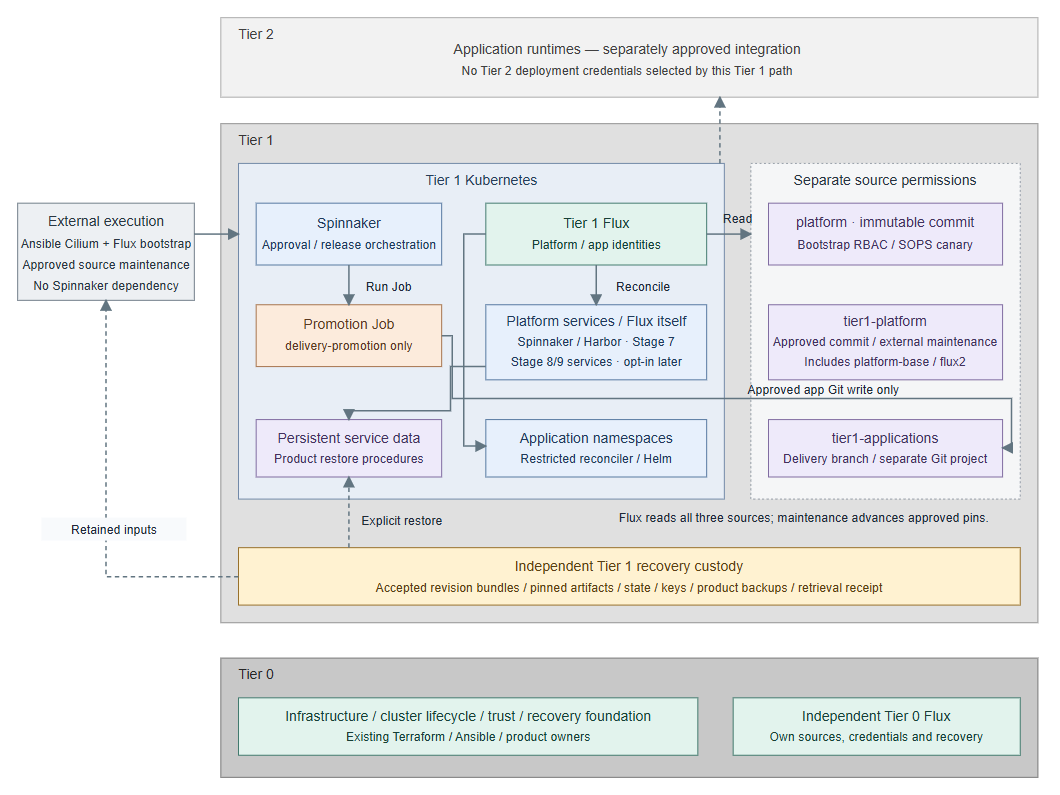 Tier 2
Application runtimes — separately approved integration
No Tier 2 deployment credentials selected by this Tier 1 path
Tier 1
Tier 1 Kubernetes
Separate source permissions
External execution
Ansible Cilium + Flux bootstrap
Approved source maintenance
No Spinnaker dependency
Spinnaker
Approval / release orchestration
Tier 1 Flux
Platform / app identities
Read
platform · immutable commit
Bootstrap RBAC / SOPS canary
Run Job
Reconcile
Promotion Job
delivery-promotion only
Platform services / Flux itself
Spinnaker / Harbor · Stage 7
Stage 8/9 services · opt-in later
tier1-platform
Approved commit / external maintenance
Includes platform-base / flux2
Approved app Git write only
Persistent service data
Product restore procedures
Application namespaces
Restricted reconciler / Helm
tier1-applications
Delivery branch / separate Git project
Retained inputs
Explicit restore
Flux reads all three sources; maintenance advances approved pins.
Independent Tier 1 recovery custody
Accepted revision bundles / pinned artifacts / state / keys / product backups / retrieval receipt
Tier 0
Infrastructure / cluster lifecycle / trust / recovery foundation
Existing Terraform / Ansible / product owners
Independent Tier 0 Flux
Own sources, credentials and recovery